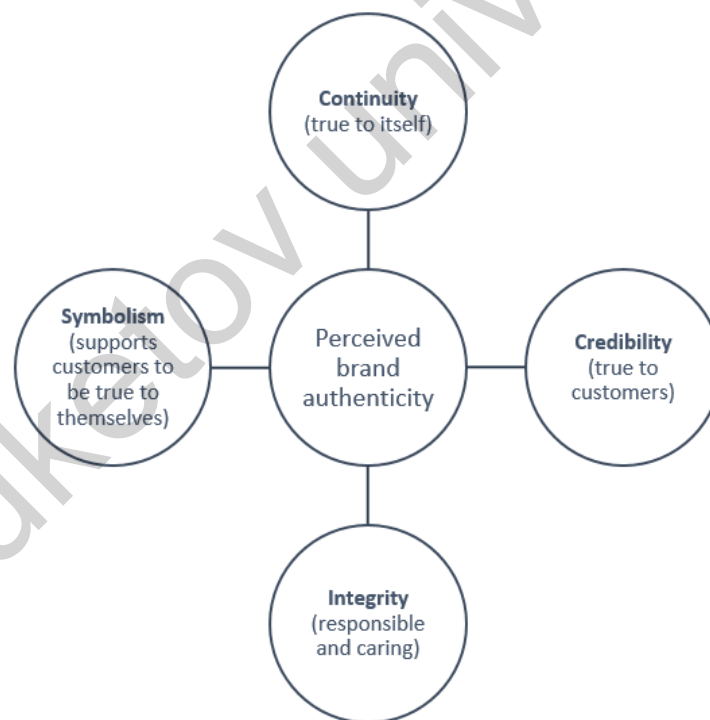 Continuity
(true to itself)
Symbolism
(supports
customers to
be true to
themselves)
Perceived
brand
authenticity
Credibility
(true to
customers)
Integrity
(responsible
and caring)